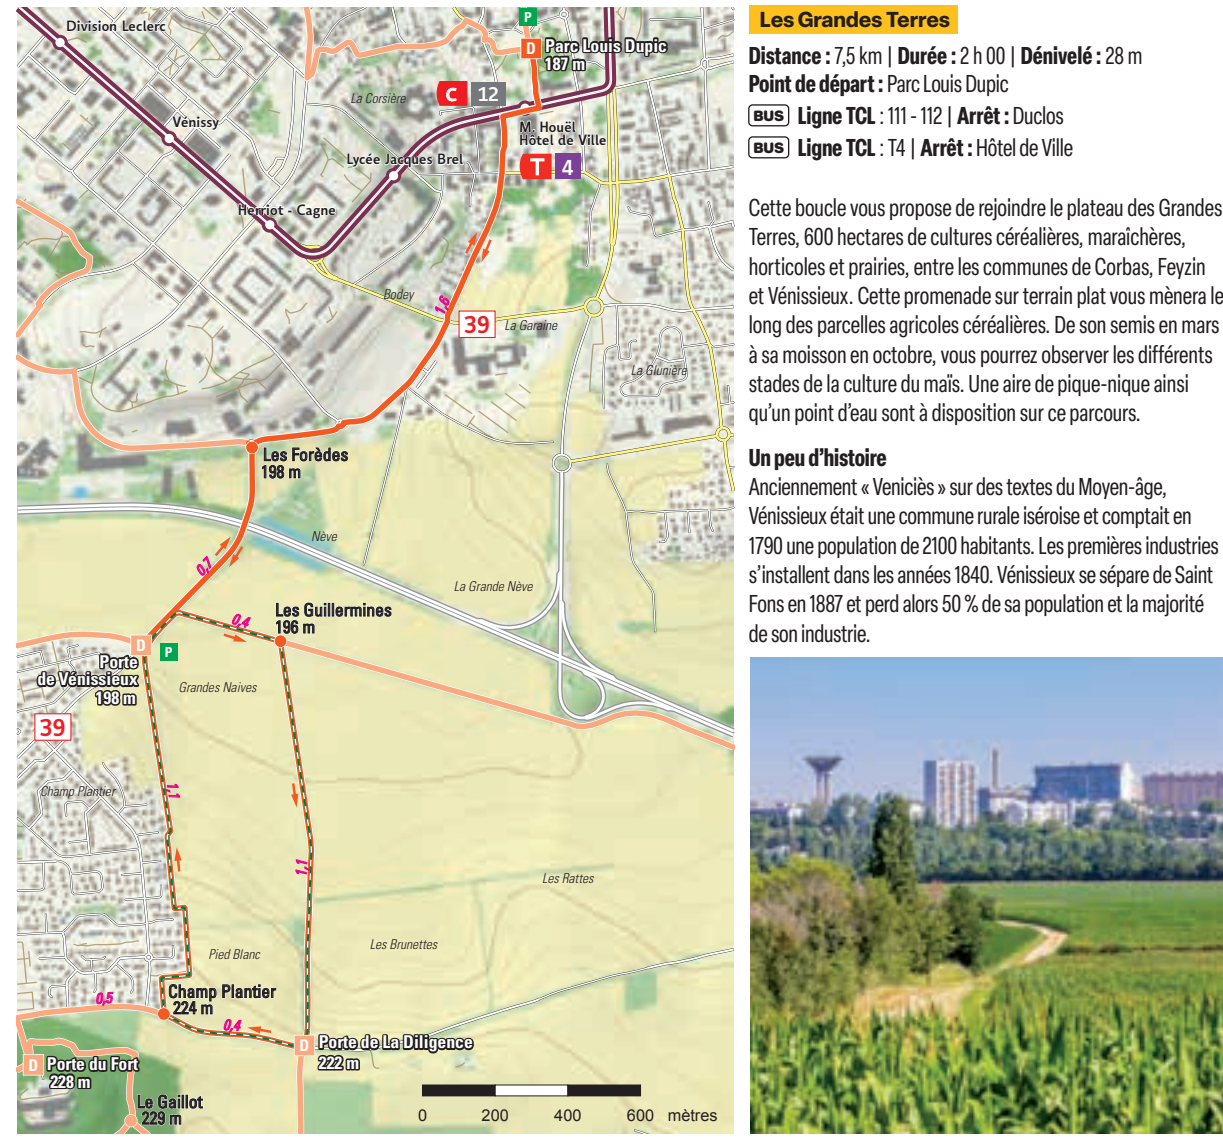 Division Leclerc
P
D Parc Louis Dupic
187 m
La Corsière
C 12
Vénissy
M. Houël
Hôtel de Ville
Lycée Jacques Brel
T 4
Herriot - Cagne
Bodey
1,6
39
La Garaine
La Glunière
Les Forèdes
198 m
Nève
0,7
La Grande Nève
Les Guillermines
196 m
0,4
D P
Porte
de Vénissieux
198 m
Grandes Naives
39
Champ Plantier
1,1
1,1
Les Rattes
Les Brunettes
Pied Blanc
Champ Plantier
224 m
0,5
0,4
D Porte de La Diligence
222 m
D Porte du Fort
228 m
Le Gaillot
229 m
0 200 400 600 mètres
Les Grandes Terres
Distance : 7,5 km | Durée : 2 h 00 | Dénivelé : 28 m
Point de départ : Parc Louis Dupic
BUS Ligne TCL : 111 - 112 | Arrêt : Duclos
BUS Ligne TCL : T4 | Arrêt : Hôtel de Ville
Cette boucle vous propose de rejoindre le plateau des Grandes
Terres, 600 hectares de cultures céréalières, maraîchères,
horticoles et prairies, entre les communes de Corbas, Feyzin
et Vénissieux. Cette promenade sur terrain plat vous mènera le
long des parcelles agricoles céréalières. De son semis en mars
à sa moisson en octobre, vous pourrez observer les différents
stades de la culture du maïs. Une aire de pique-nique ainsi
qu'un point d'eau sont à disposition sur ce parcours.
Un peu d'histoire
Anciennement « Veniciès » sur des textes du Moyen-âge,
Vénissieux était une commune rurale iséroise et comptait en
1790 une population de 2100 habitants. Les premières industries
s'installent dans les années 1840. Vénissieux se sépare de Saint
Fons en 1887 et perd alors 50 % de sa population et la majorité
de son industrie.